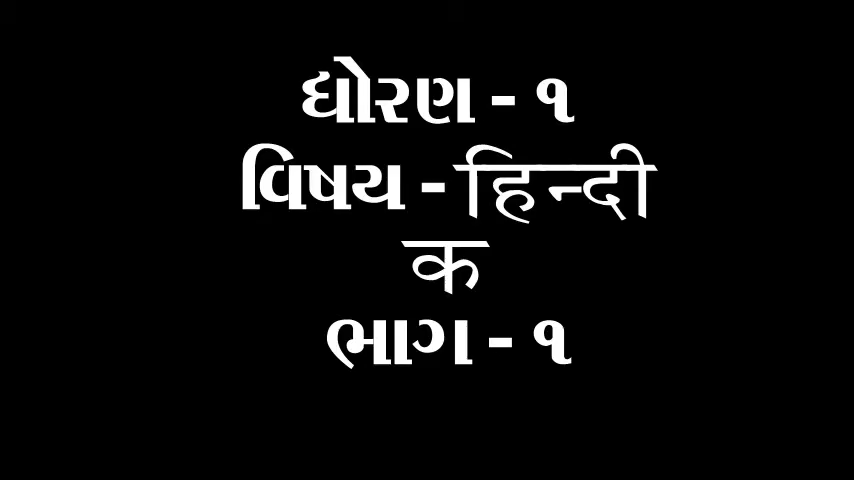 ધોરણ - ૧
વિષય - हिन्दी
क
ભાગ - ૧